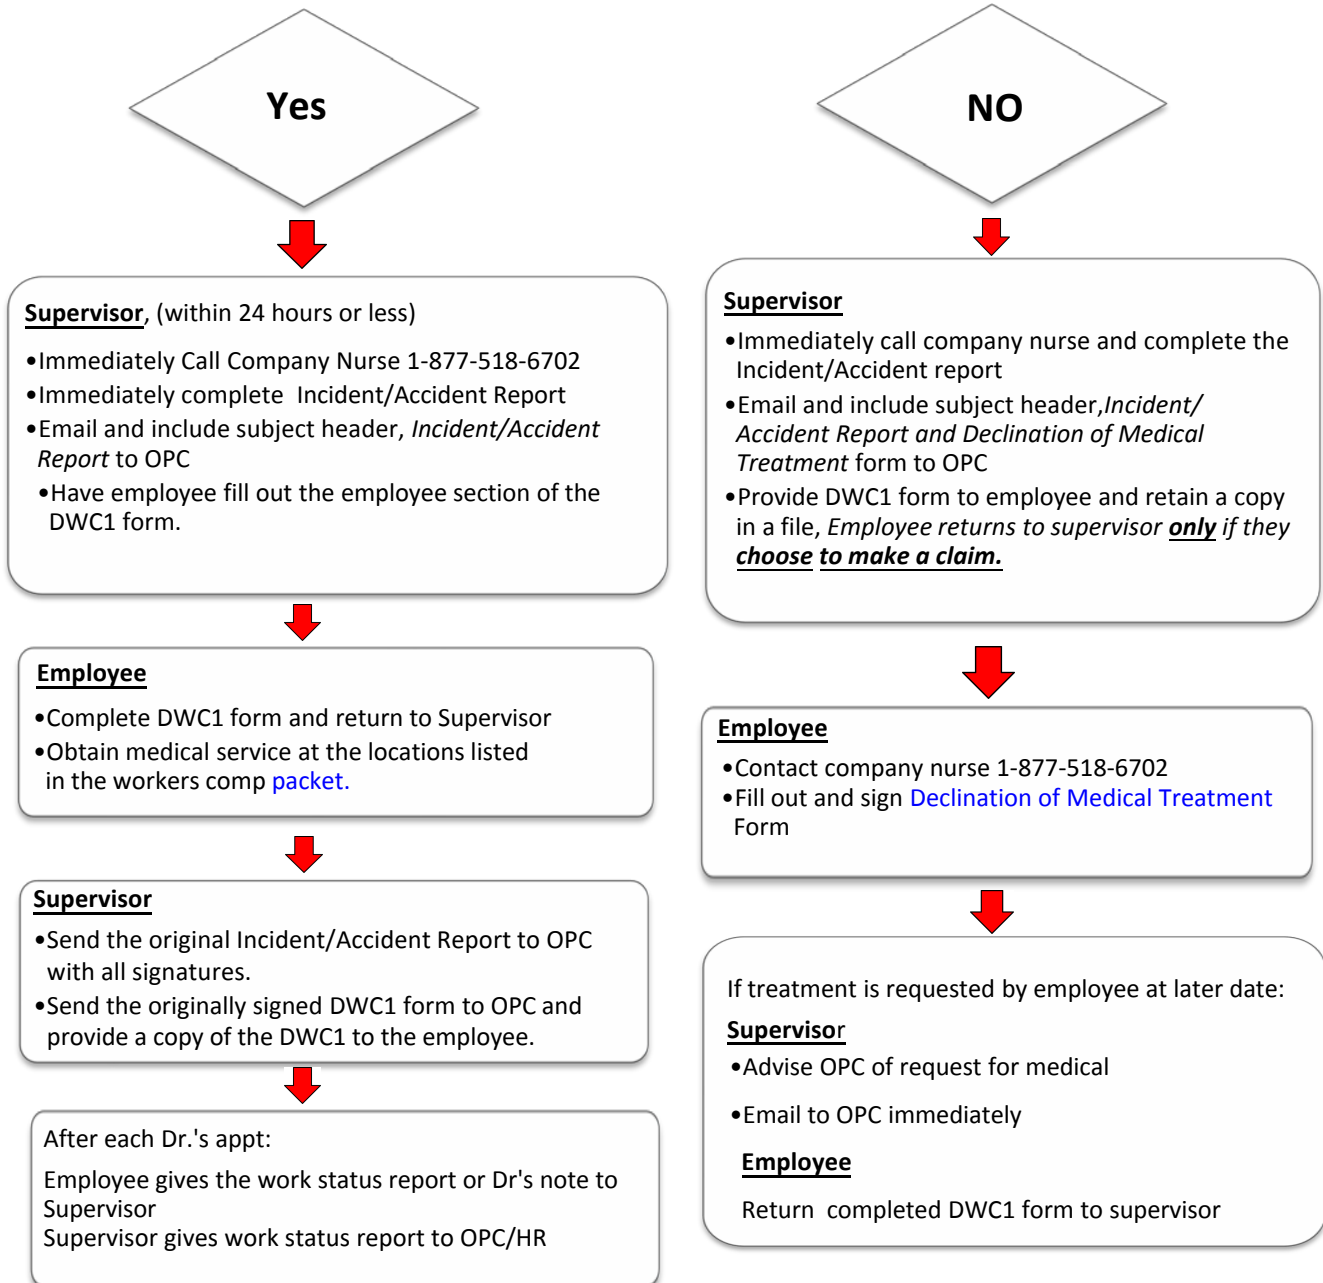 Yes
Supervisor, (within 24 hours or less)
•Immediately Call Company Nurse 1-877-518-6702
•Immediately complete Incident/Accident Report
•Email and include subject header, Incident/Accident
Report to OPC
•Have employee fill out the employee section of the
DWC1 form.
Employee
•Complete DWC1 form and return to Supervisor
•Obtain medical service at the locations listed
in the workers comp packet.
Supervisor
•Send the original Incident/Accident Report to OPC
with all signatures.
•Send the originally signed DWC1 form to OPC and
provide a copy of the DWC1 to the employee.
After each Dr.'s appt:
Employee gives the work status report or Dr's note to
Supervisor
Supervisor gives work status report to OPC/HR
NO
Supervisor
•Immediately call company nurse and complete the
Incident/Accident report
•Email and include subject header,Incident/
Accident Report and Declination of Medical
Treatment form to OPC
•Provide DWC1 form to employee and retain a copy
in a file, Employee returns to supervisor only if they
choose to make a claim.
Employee
•Contact company nurse 1-877-518-6702
•Fill out and sign Declination of Medical Treatment
Form
If treatment is requested by employee at later date:
Supervisor
•Advise OPC of request for medical
•Email to OPC immediately
Employee
Return completed DWC1 form to supervisor